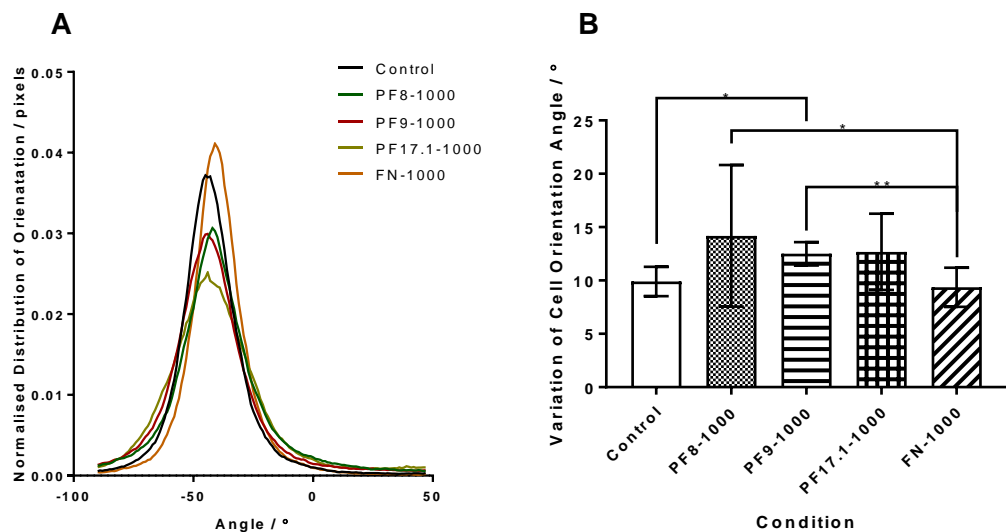 A
Normalised Distribution of Orienatation / pixels
0.05
0.04
0.03
0.02
0.01
0.00
-100
-50
0
50
Angle / °
Control
PF8-1000
PF9-1000
PF17.1-1000
FN-1000
B
Variation of Cell Orientation Angle / °
25
20
15
10
5
0
*
*
**
Control
PF8-1000
PF9-1000
PF17.1-1000
FN-1000
Condition